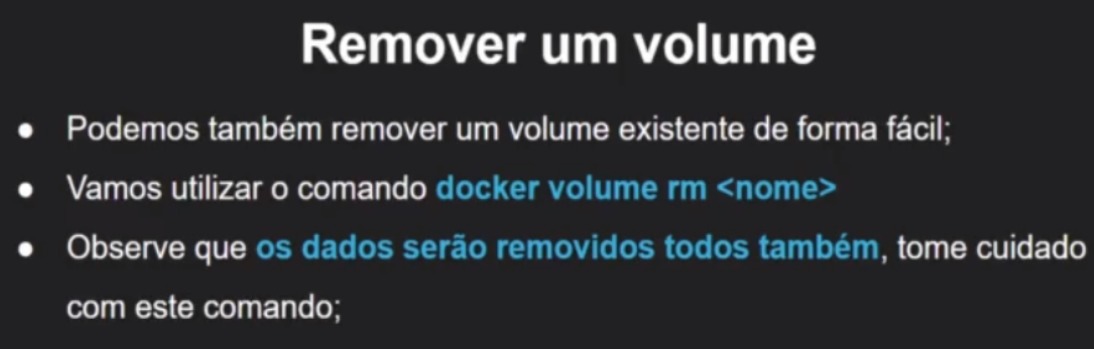 Remover um volume
● Podemos também remover um volume existente de forma fácil;
● Vamos utilizar o comando docker volume rm <nome>
● Observe que os dados serão removidos todos também, tome cuidado
com este comando;